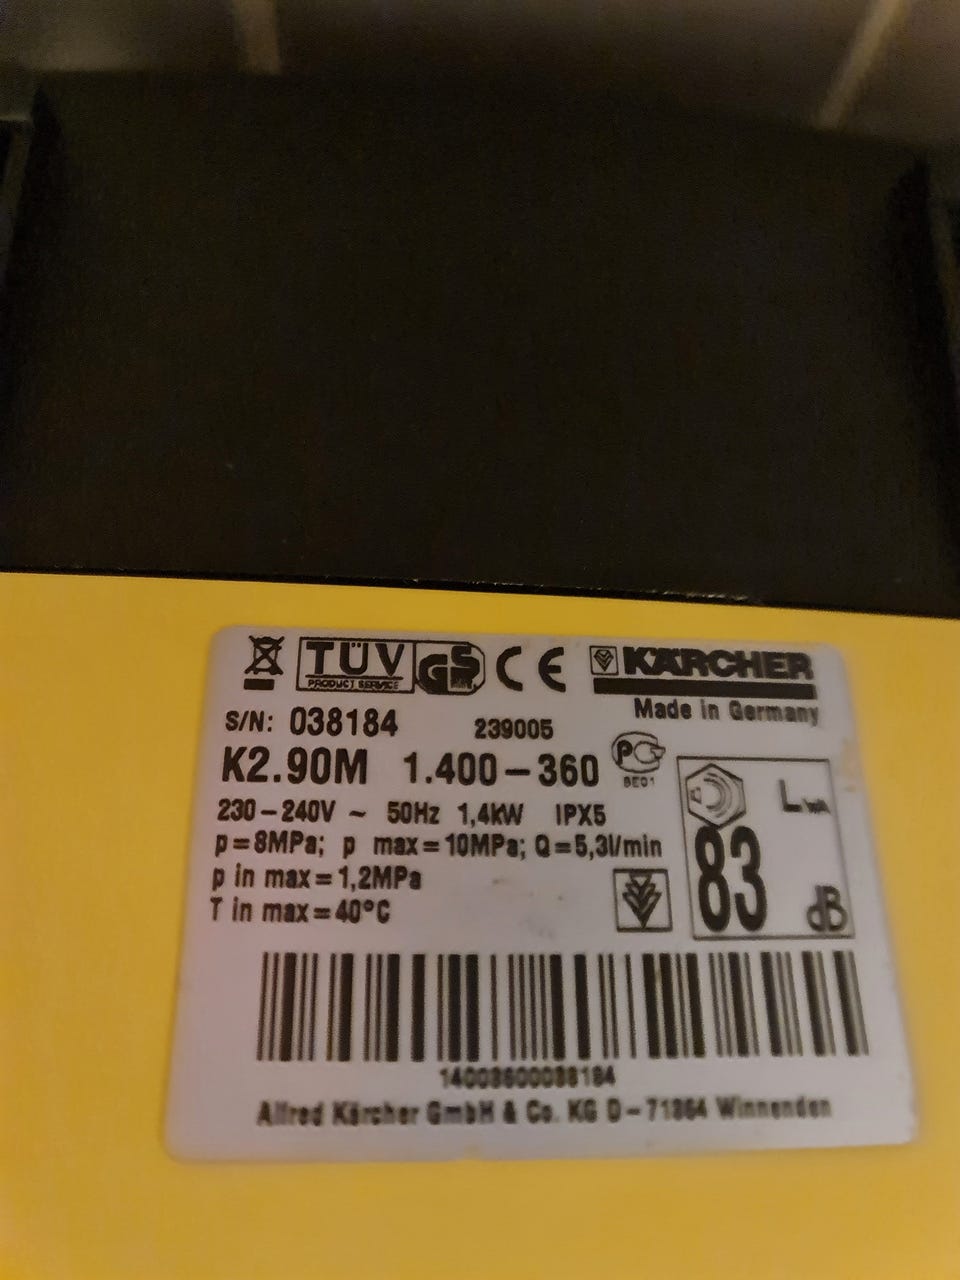 TÜV GS CE KÄRCHER
PRODUCT SERVICE
Made in Germany
S/N: 038184 239005
K2.90M 1.400-360
BE01
230-240V ~ 50Hz 1,4kW IPX5
p=8MPa; p max=10MPa; Q=5,3l/min
p in max=1,2MPa
T in max=40°C
LWA
83
dB
14003600038184
Alfred Kärcher GmbH & Co. KG D-71364 Winnenden